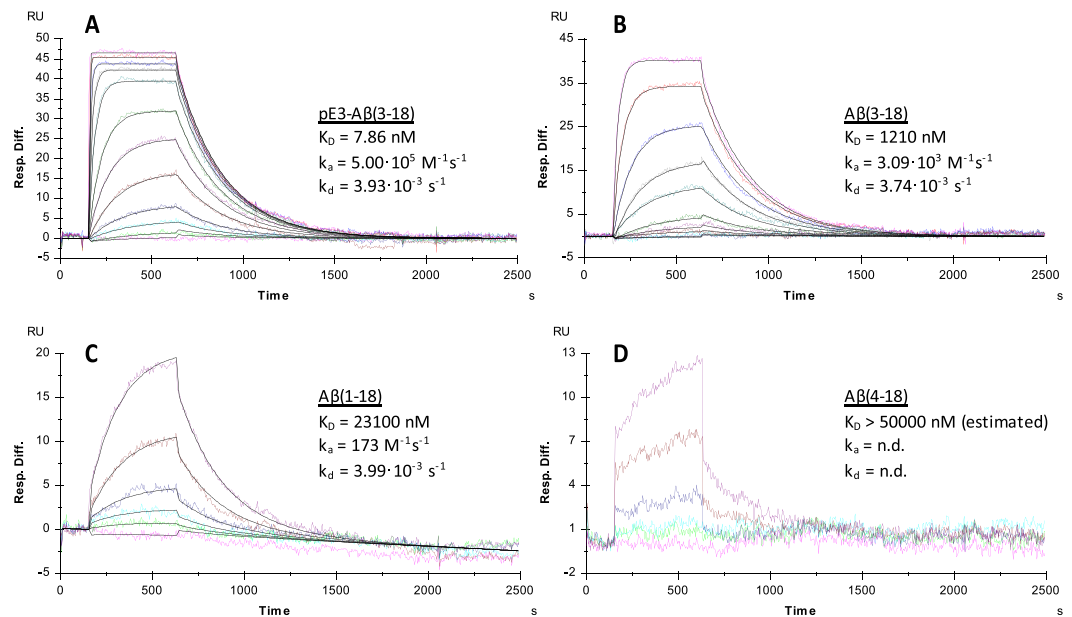 RU
A
50
45
40
35
30
25
20
15
10
5
0
-5
Resp. Diff.
pE3-Aβ(3-18)
K_D = 7.86 nM
k_a = 5.00·10⁵ M⁻¹s⁻¹
k_d = 3.93·10⁻³ s⁻¹
0 500 1000 1500 2000 2500
Time s
RU
B
45
35
25
15
5
-5
Resp. Diff.
Aβ(3-18)
K_D = 1210 nM
k_a = 3.09·10³ M⁻¹s⁻¹
k_d = 3.74·10⁻³ s⁻¹
0 500 1000 1500 2000 2500
Time s
RU
C
20
15
10
5
0
-5
Resp. Diff.
Aβ(1-18)
K_D = 23100 nM
k_a = 173 M⁻¹s⁻¹
k_d = 3.99·10⁻³ s⁻¹
0 500 1000 1500 2000 2500
Time s
RU
D
13
10
7
4
1
-2
Resp. Diff.
Aβ(4-18)
K_D > 50000 nM (estimated)
k_a = n.d.
k_d = n.d.
0 500 1000 1500 2000 2500
Time s